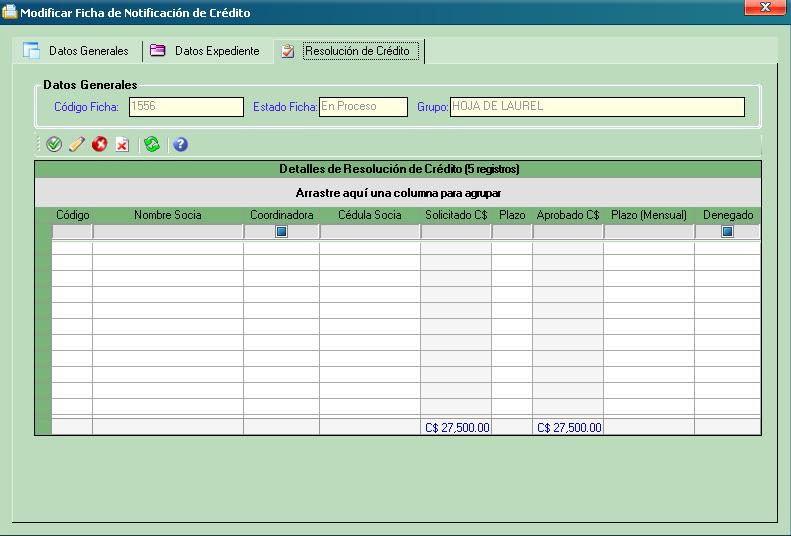 Modificar Ficha de Notificación de Crédito
Datos Generales Datos Expediente Resolución de Crédito
Datos Generales
Código Ficha: 1556 Estado Ficha: En Proceso Grupo: HOJA DE LAUREL
Detalles de Resolución de Crédito (5 registros)
Arrastre aquí una columna para agrupar
Código Nombre Socia Coordinadora Cédula Socia Solicitado C$ Plazo Aprobado C$ Plazo (Mensual) Denegado
C$ 27,500.00 C$ 27,500.00